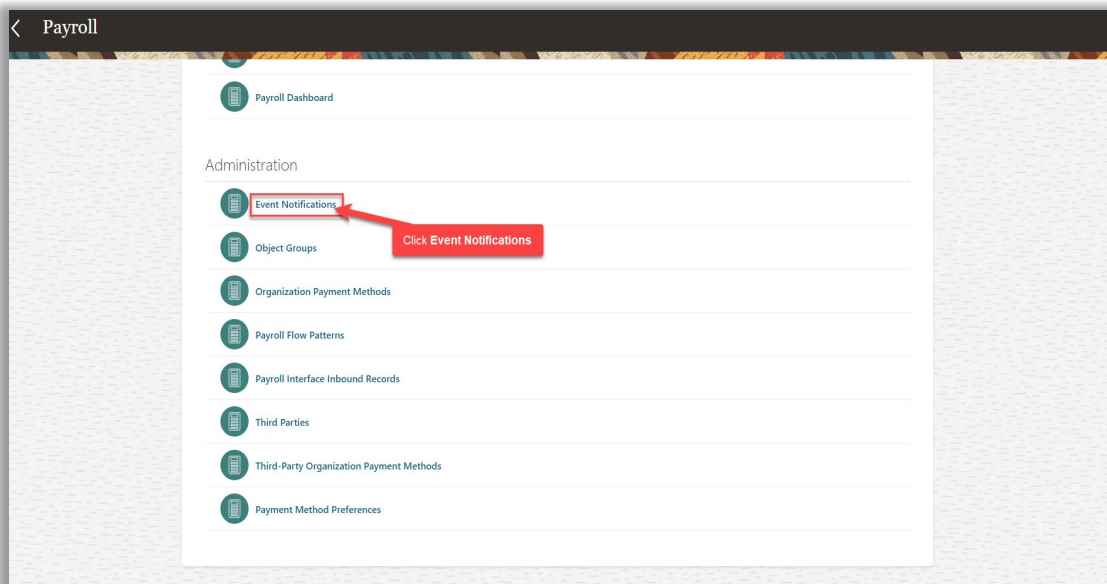 Payroll
Payroll Dashboard
Administration
Event Notifications
Click Event Notifications
Object Groups
Organization Payment Methods
Payroll Flow Patterns
Payroll Interface Inbound Records
Third Parties
Third-Party Organization Payment Methods
Payment Method Preferences